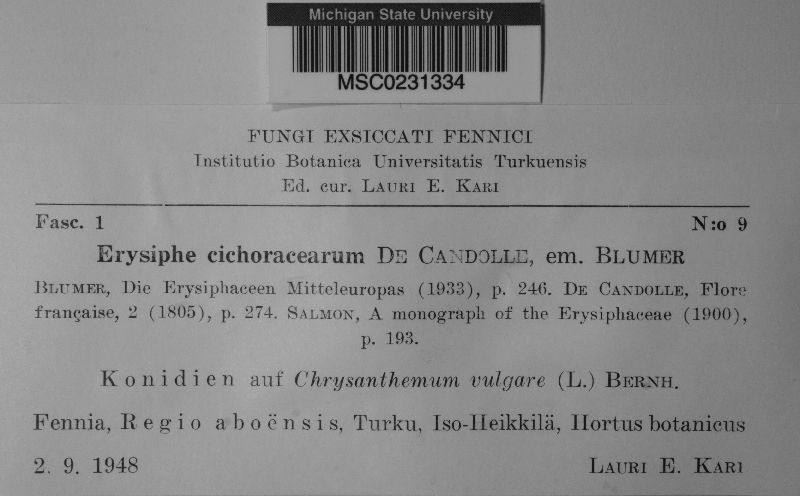 Michigan State University
MSC0231334
FUNGI EXSICCATI FENNICI
Institutio Botanica Universitatis Turkuensis
Ed. cur. LAURI E. KARI
Fasc. 1 N:o 9
Erysiphe cichoracearum DE CANDOLLE, em. BLUMER
BLUMER, Die Erysiphaceen Mitteleuropas (1933), p. 246. DE CANDOLLE, Flore
française, 2 (1805), p. 274. SALMON, A monograph of the Erysiphaceae (1900),
p. 193.
Konidien auf Chrysanthemum vulgare (L.) BERNH.
Fennia, Regio aboënsis, Turku, Iso-Heikkilä, Hortus botanicus
2. 9. 1948 LAURI E. KARI